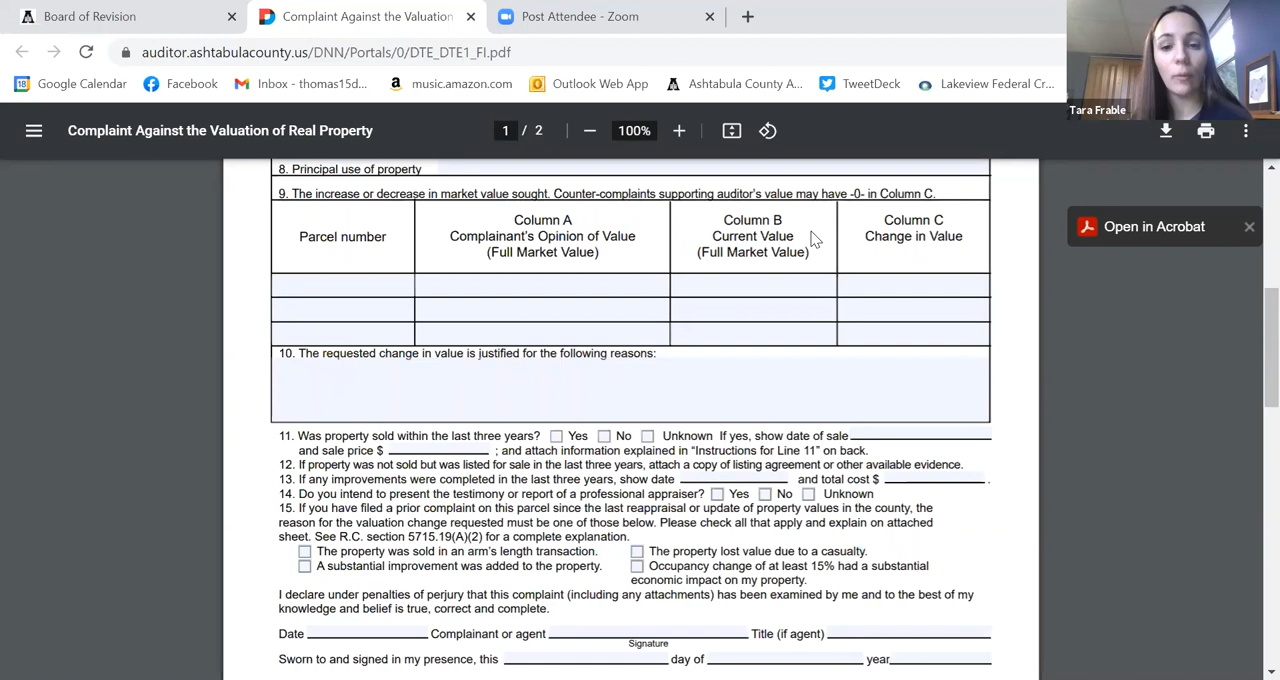 Board of Revision
Complaint Against the Valuation
Post Attendee - Zoom
auditor.ashtabulacounty.us/DNN/Portals/0/DTE_DTE1_FI.pdf
Google Calendar
Facebook
Inbox - thomas15d...
music.amazon.com
Outlook Web App
Ashtabula County A...
TweetDeck
Lakeview Federal Cr...
Tara Frable
Complaint Against the Valuation of Real Property
1 / 2
100%
Open in Acrobat
8. Principal use of property
9. The increase or decrease in market value sought. Counter-complaints supporting auditor's value may have -0- in Column C.
Parcel number
Column A
Complainant's Opinion of Value
(Full Market Value)
Column B
Current Value
(Full Market Value)
Column C
Change in Value
10. The requested change in value is justified for the following reasons:
11. Was property sold within the last three years? Yes No Unknown If yes, show date of sale
and sale price $ ; and attach information explained in "Instructions for Line 11" on back.
12. If property was not sold but was listed for sale in the last three years, attach a copy of listing agreement or other available evidence.
13. If any improvements were completed in the last three years, show date and total cost $ .
14. Do you intend to present the testimony or report of a professional appraiser? Yes No Unknown
15. If you have filed a prior complaint on this parcel since the last reappraisal or update of property values in the county, the
reason for the valuation change requested must be one of those below. Please check all that apply and explain on attached
sheet. See R.C. section 5715.19(A)(2) for a complete explanation.
The property was sold in an arm's length transaction. The property lost value due to a casualty.
A substantial improvement was added to the property. Occupancy change of at least 15% had a substantial
economic impact on my property.
I declare under penalties of perjury that this complaint (including any attachments) has been examined by me and to the best of my
knowledge and belief is true, correct and complete.
Date Complainant or agent Title (if agent)
Signature
Sworn to and signed in my presence, this day of year